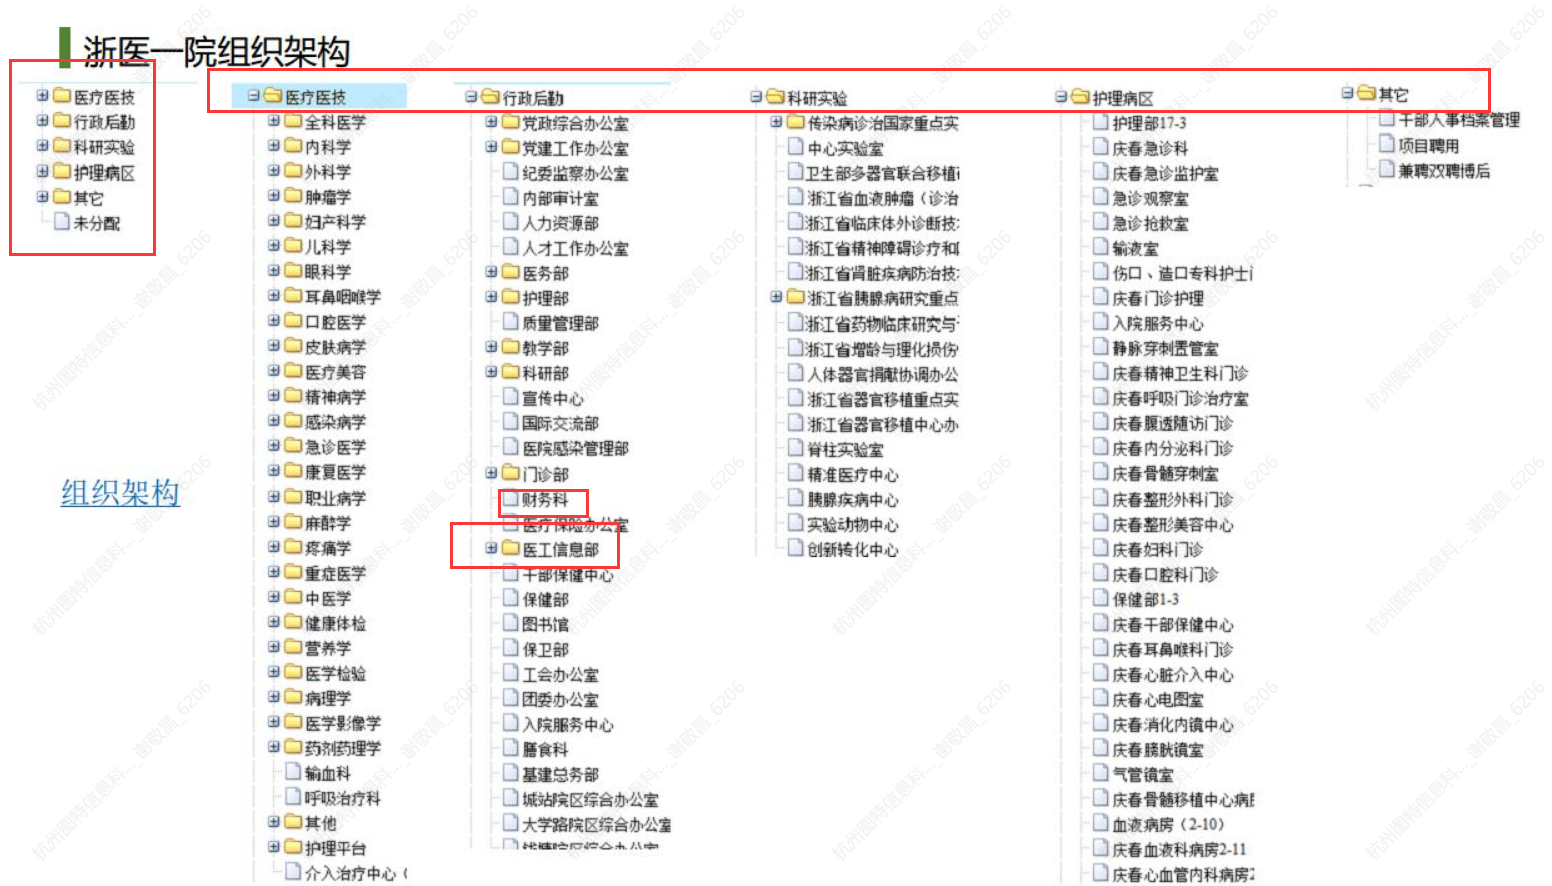 浙医一院组织架构
医疗医技
行政后勤
科研实验
护理病区
其它
未分配
组织架构
医疗医技
全科医学
内科学
外科学
肿瘤学
妇产科学
儿科学
眼科学
耳鼻咽喉学
口腔医学
皮肤病学
医疗美容
精神病学
感染病学
急诊医学
康复医学
职业病学
麻醉学
疼痛学
重症医学
中医学
健康体检
营养学
医学检验
病理学
医学影像学
药剂药理学
输血科
呼吸治疗科
其他
护理平台
介入治疗中心（
行政后勤
党政综合办公室
党建工作办公室
纪委监察办公室
内部审计室
人力资源部
人才工作办公室
医务部
护理部
质量管理部
教学部
科研部
宣传中心
国际交流部
医院感染管理部
门诊部
财务科
医疗保险办公室
医工信息部
干部保健中心
保健部
图书馆
保卫部
工会办公室
团委办公室
入院服务中心
膳食科
基建总务部
城站院区综合办公室
大学路院区综合办公室
钱塘院区综合办公室
科研实验
传染病诊治国家重点实
中心实验室
卫生部多器官联合移植
浙江省血液肿瘤（诊治
浙江省临床体外诊断技
浙江省精神障碍诊疗和
浙江省肾脏疾病防治技
浙江省胰腺病研究重点
浙江省药物临床研究与
浙江省增龄与理化损伤
人体器官捐献协调办公
浙江省器官移植重点实
浙江省器官移植中心办
脊柱实验室
精准医疗中心
胰腺疾病中心
实验动物中心
创新转化中心
护理病区
护理部17-3
庆春急诊科
庆春急诊监护室
急诊观察室
急诊抢救室
输液室
伤口、造口专科护士门
庆春门诊护理
入院服务中心
静脉穿刺置管室
庆春精神卫生科门诊
庆春呼吸门诊治疗室
庆春腹透随访门诊
庆春内分泌科门诊
庆春骨髓穿刺室
庆春整形外科门诊
庆春整形美容中心
庆春妇科门诊
庆春口腔科门诊
保健部1-3
庆春干部保健中心
庆春耳鼻喉科门诊
庆春心脏介入中心
庆春心电图室
庆春消化内镜中心
庆春膀胱镜室
气管镜室
庆春骨髓移植中心病房
血液病房（2-10）
庆春血液科病房2-11
庆春心血管内科病房2
其它
干部人事档案管理
项目聘用
兼聘双聘博后